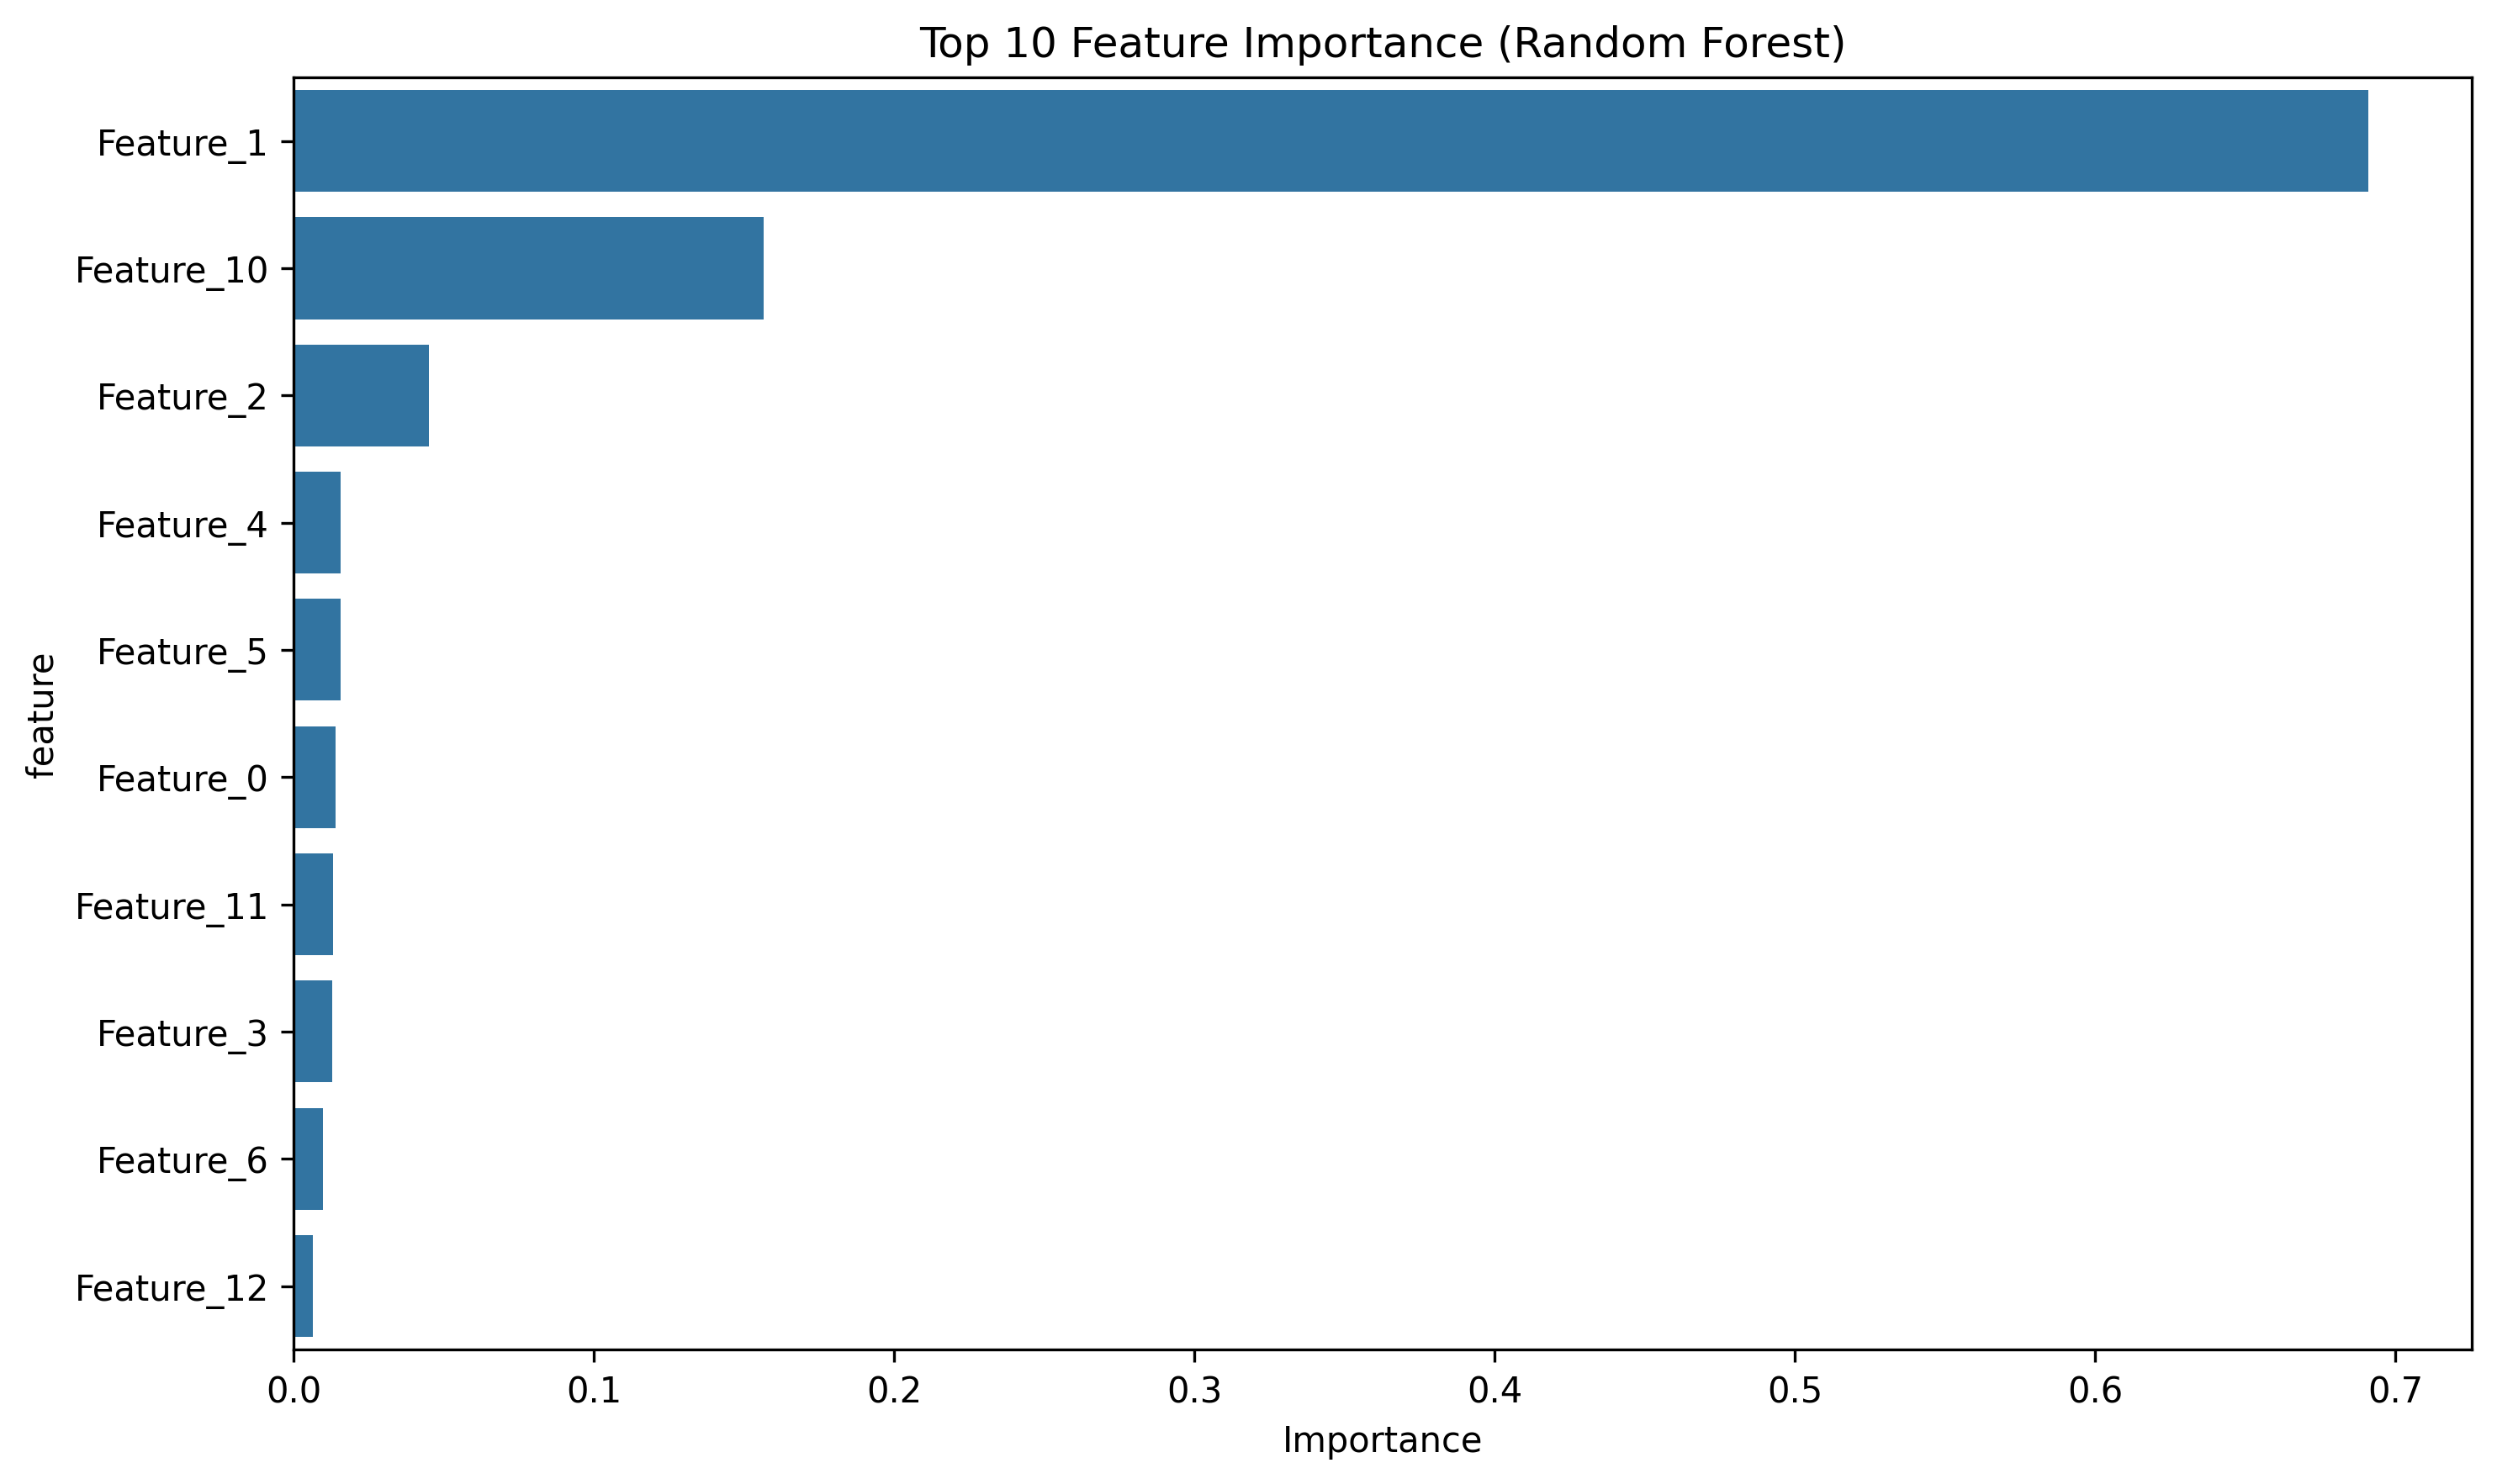 Top 10 Feature Importance (Random Forest)
Feature_1
Feature_10
Feature_2
Feature_4
Feature_5
Feature_0
Feature_11
Feature_3
Feature_6
Feature_12
feature
0.0 0.1 0.2 0.3 0.4 0.5 0.6 0.7
Importance